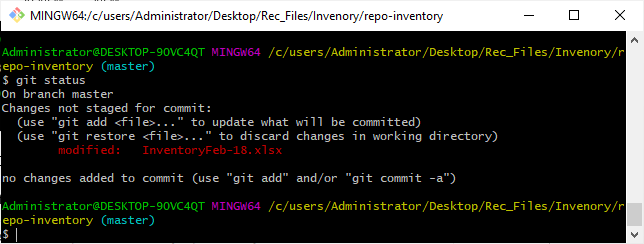 MINGW64:/c/users/Administrator/Desktop/Rec_Files/Invenory/repo-inventory
Administrator@DESKTOP-9OVC4QT MINGW64 /c/users/Administrator/Desktop/Rec_Files/Invenory/r
epo-inventory (master)
$ git status
On branch master
Changes not staged for commit:
  (use "git add <file>..." to update what will be committed)
  (use "git restore <file>..." to discard changes in working directory)
        modified:   InventoryFeb-18.xlsx
no changes added to commit (use "git add" and/or "git commit -a")
Administrator@DESKTOP-9OVC4QT MINGW64 /c/users/Administrator/Desktop/Rec_Files/Invenory/r
epo-inventory (master)
$